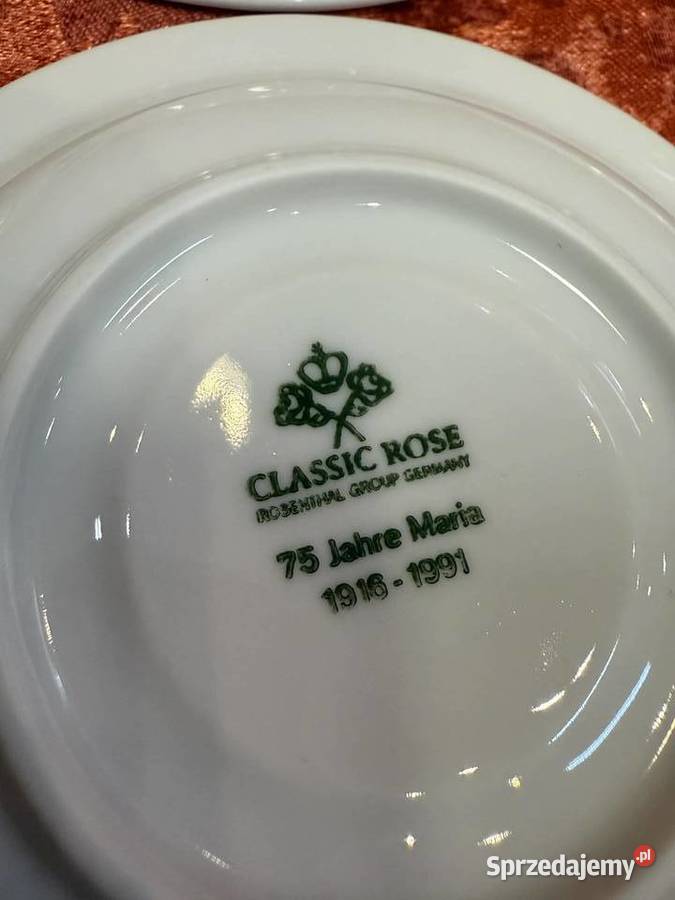 CLASSIC ROSE
ROSENTHAL GROUP GERMANY
75 Jahre Maria
1916 - 1991
Sprzedajemy.pl